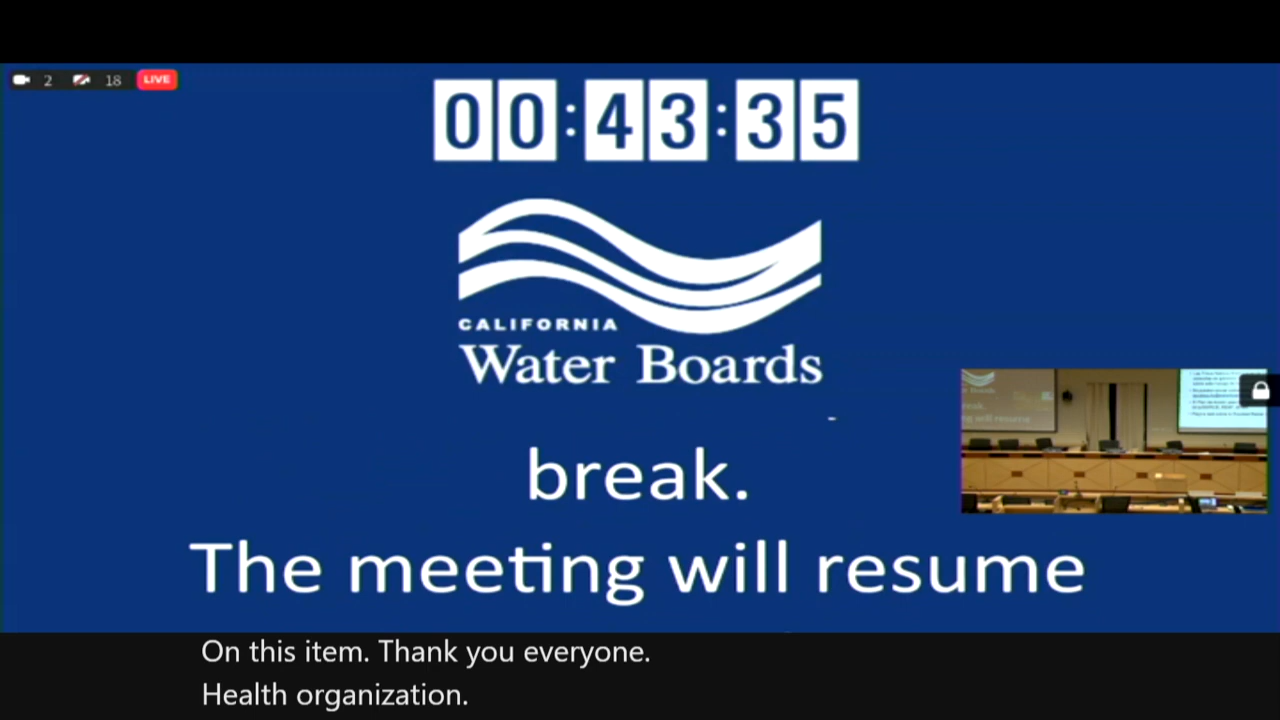 2 18 LIVE
00:43:35
CALIFORNIA
Water Boards
break.
The meeting will resume
On this item. Thank you everyone.
Health organization.